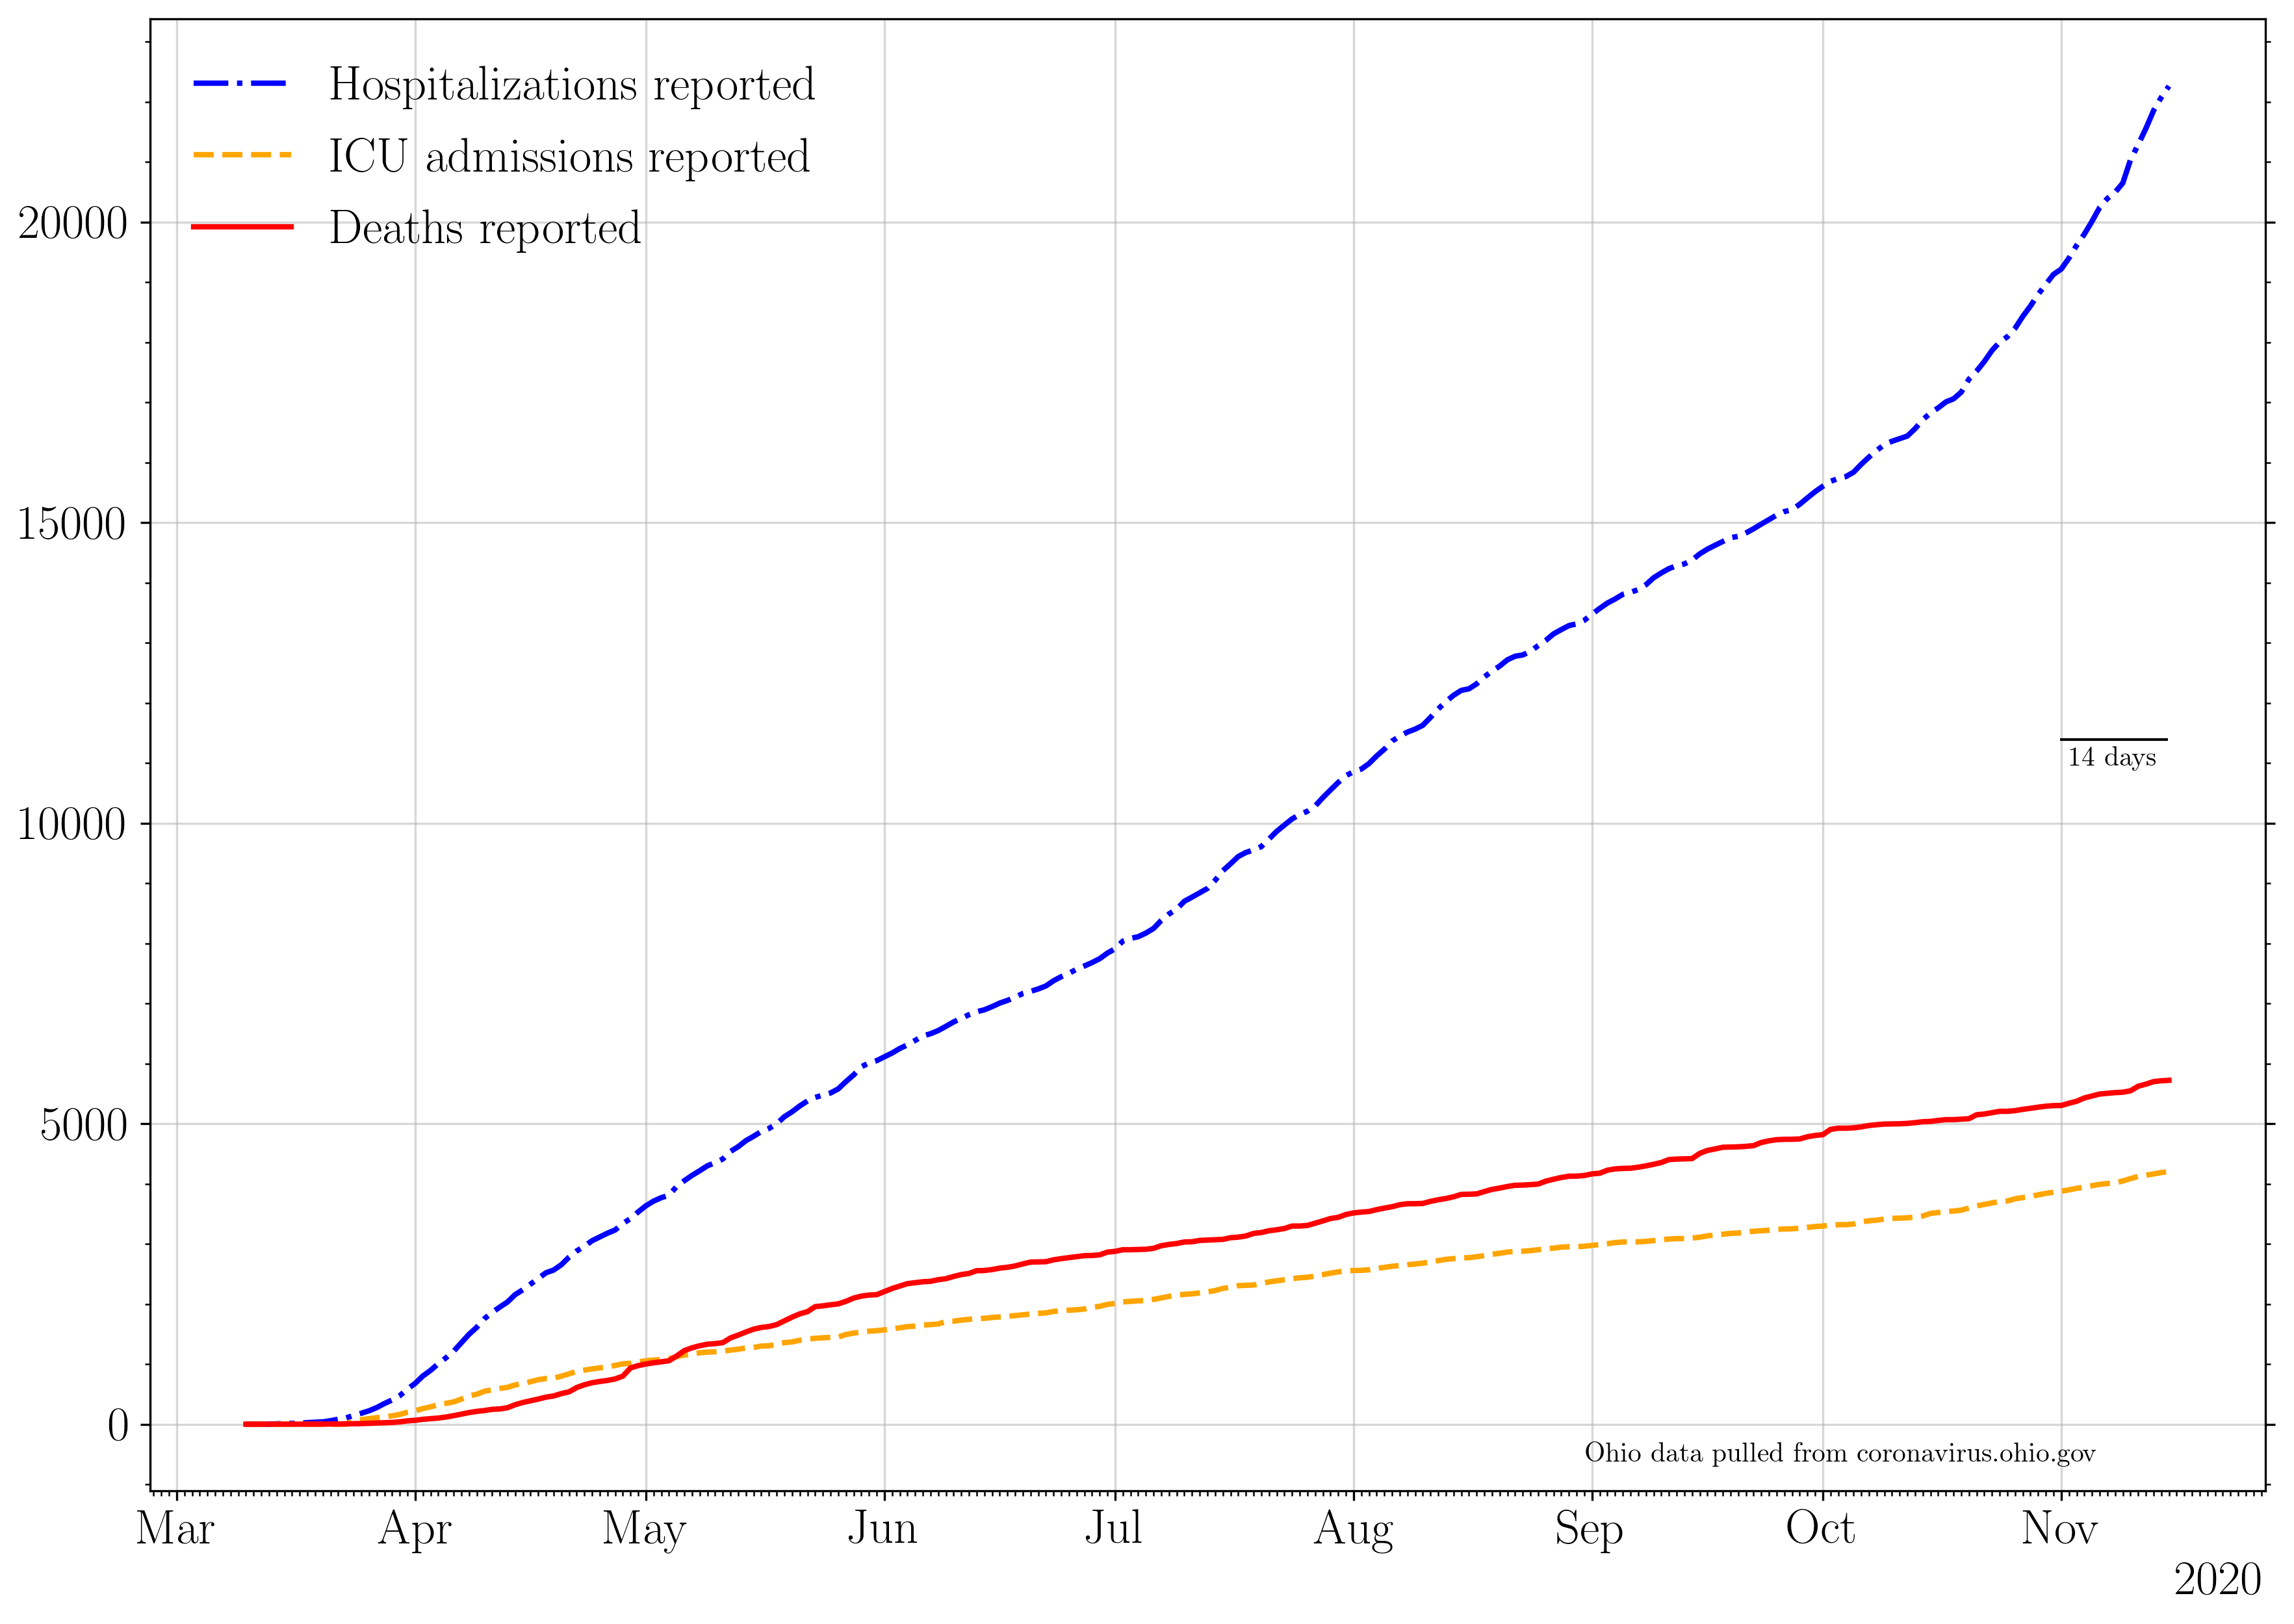 Hospitalizations reported
ICU admissions reported
Deaths reported
20000
15000
10000
5000
0
14 days
Ohio data pulled from coronavirus.ohio.gov
Mar Apr May Jun Jul Aug Sep Oct Nov
2020